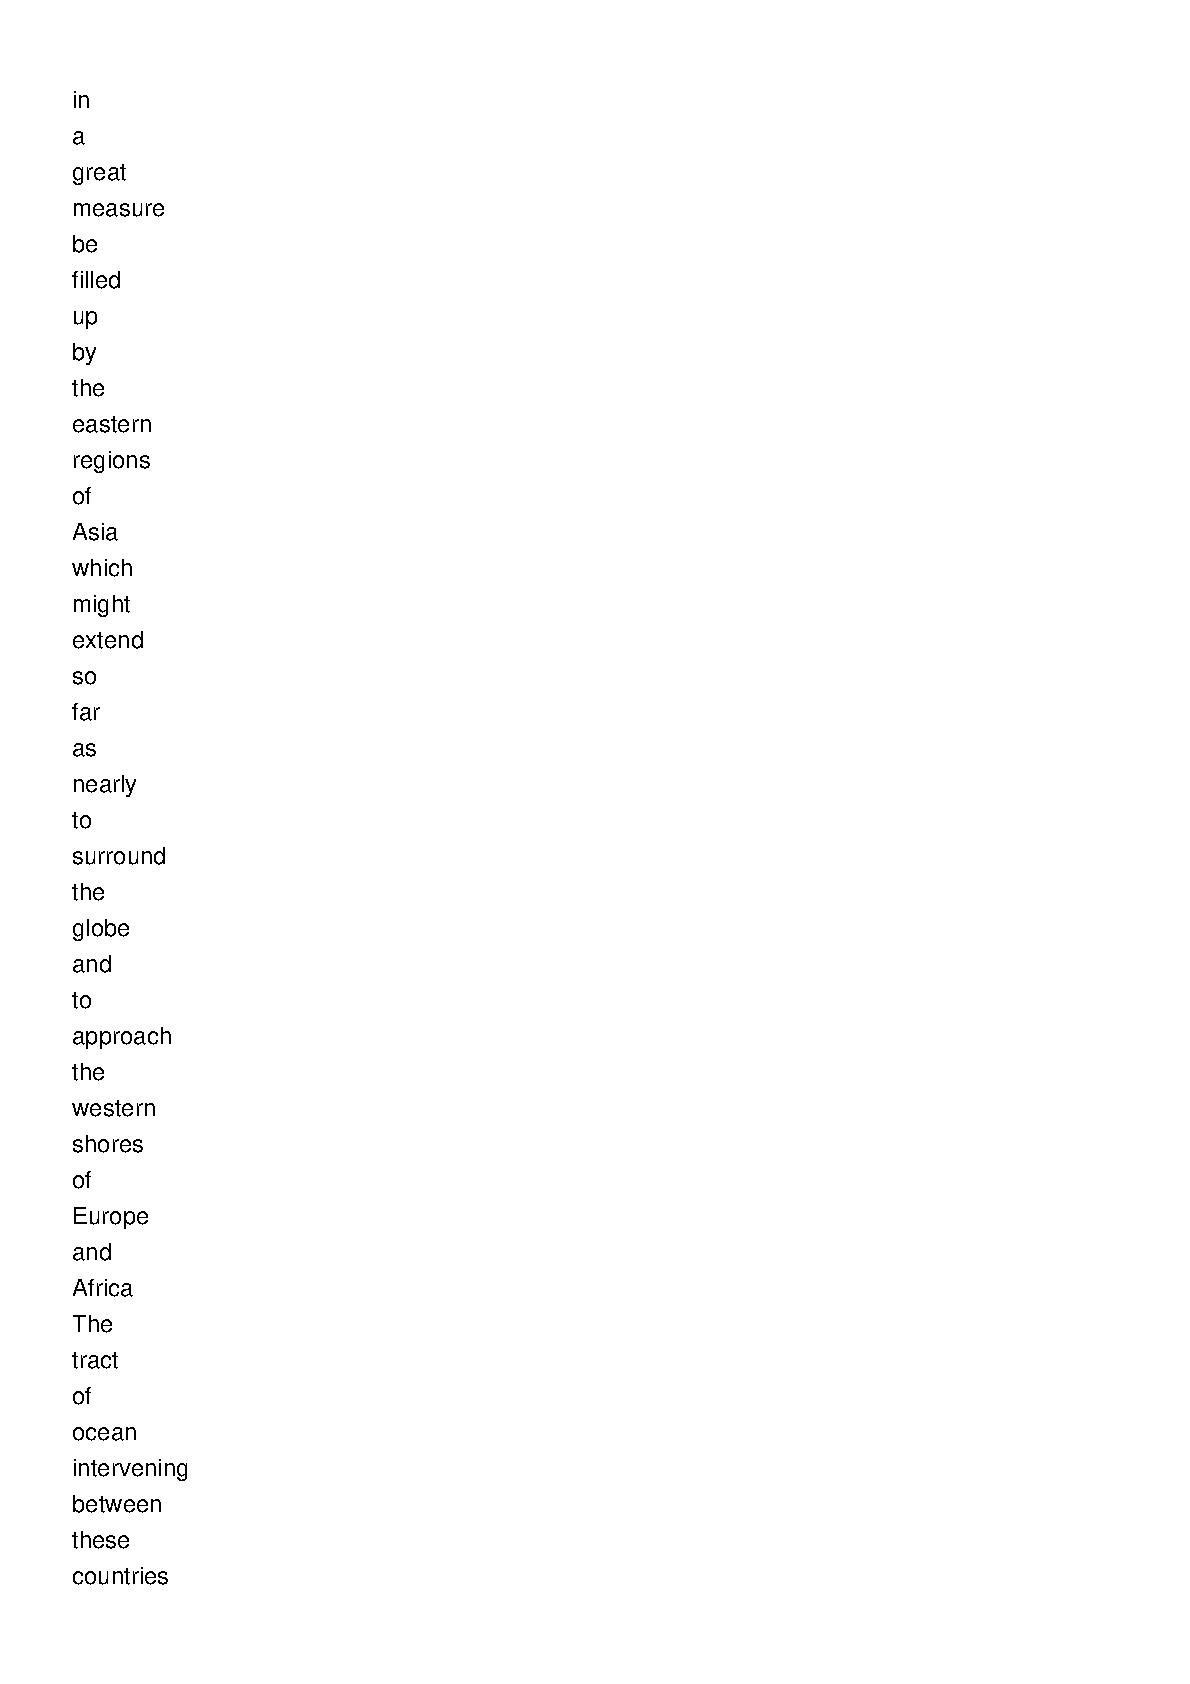 in
a
great
measure
be
filled
up
by
the
eastern
regions
of
Asia
which
might
extend
so
far
as
nearly
to
surround
the
globe
and
to
approach
the
western
shores
of
Europe
and
Africa
The
tract
of
ocean
intervening
between
these
countries